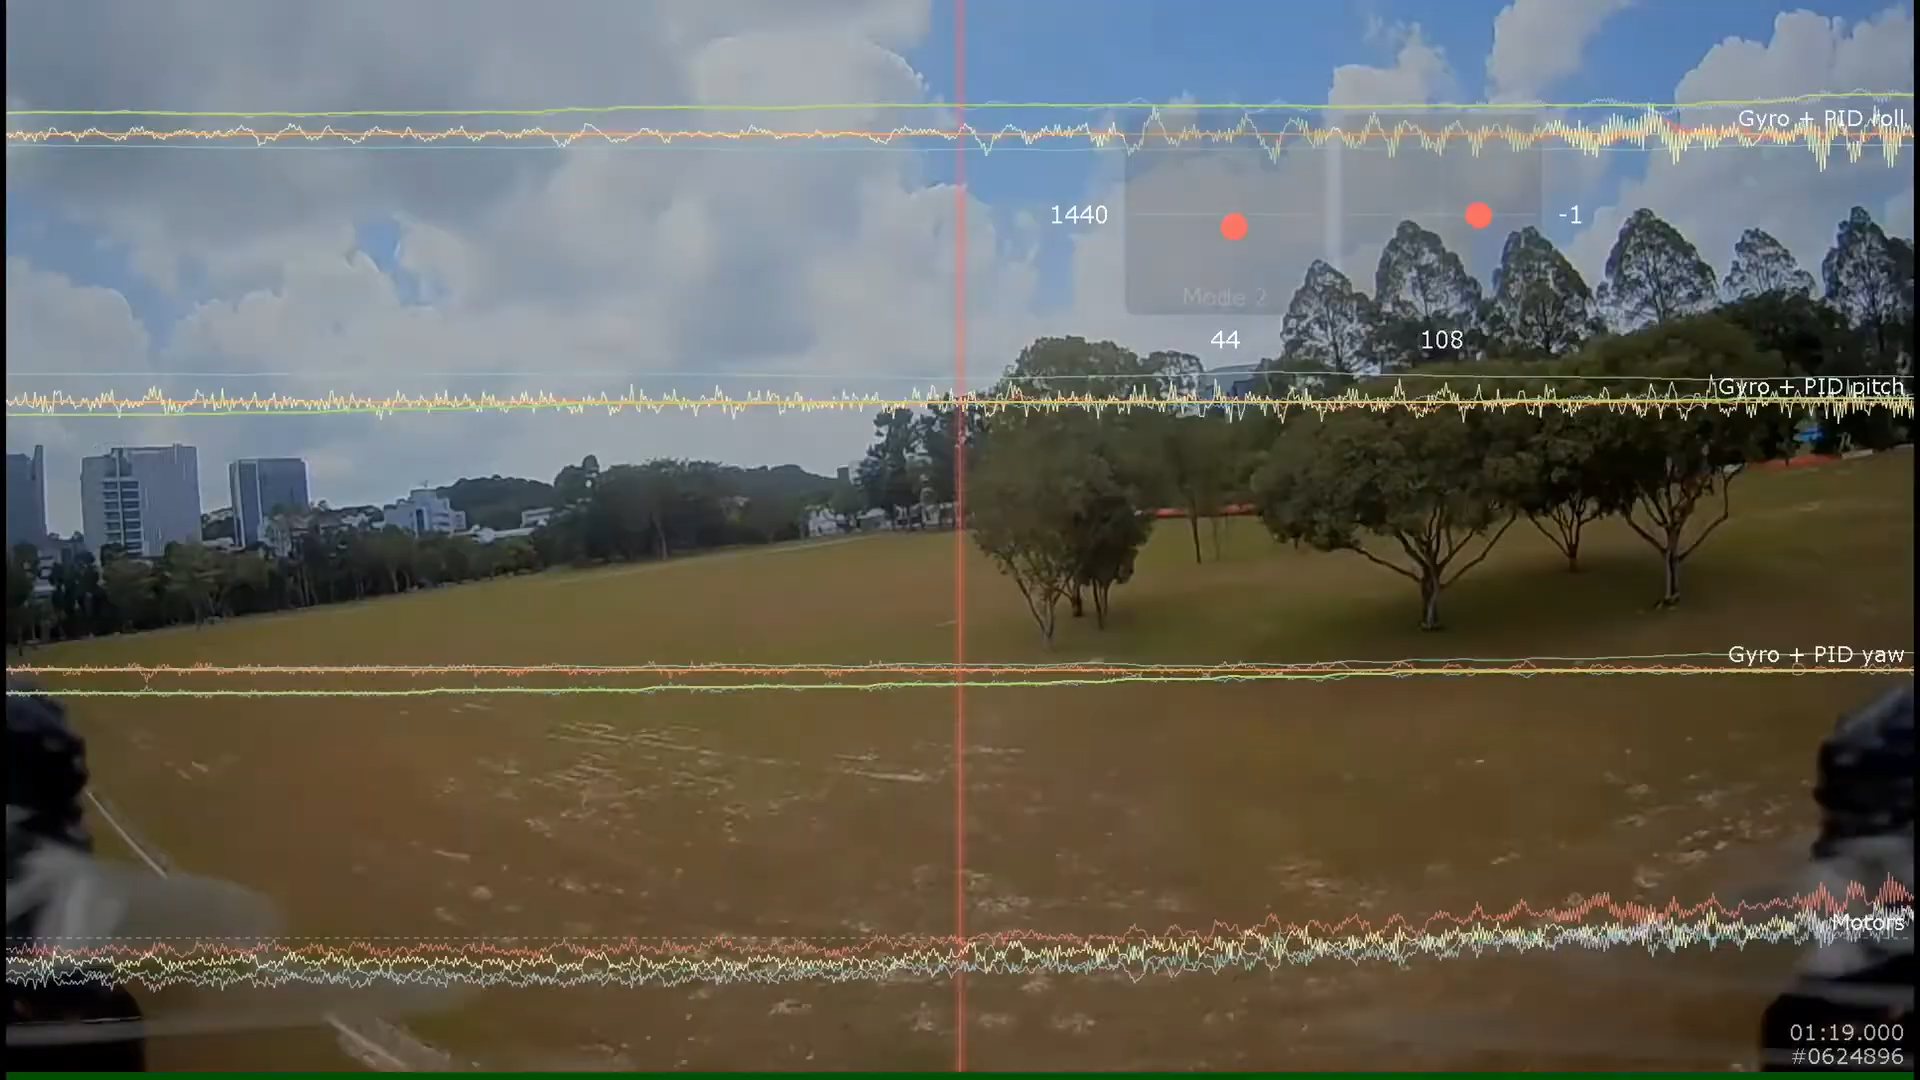 Gyro + PID roll
1440
-1
Mode 2
44
108
Gyro + PID pitch
Gyro + PID yaw
Motors
01:19.000
#0624896